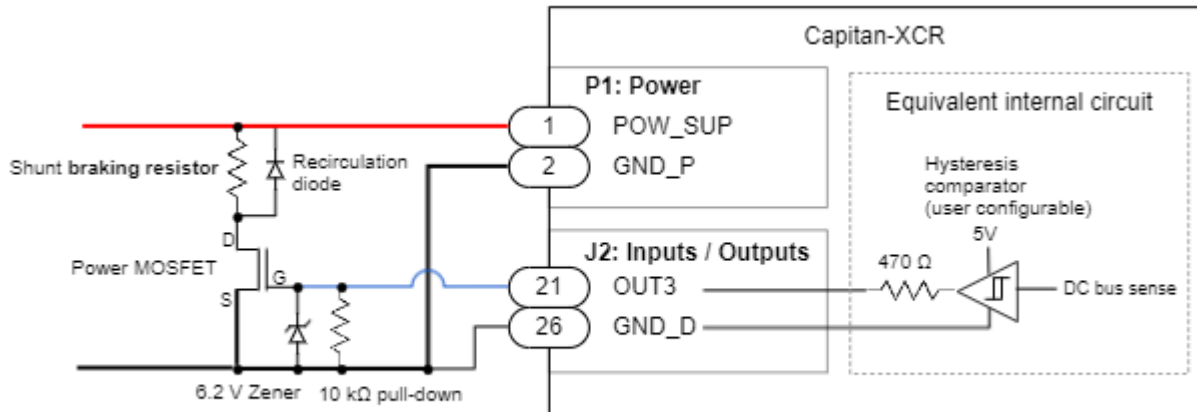 Capitan-XCR
P1: Power
1 POW_SUP
2 GND_P
Equivalent internal circuit
Shunt braking resistor
Recirculation
diode
Hysteresis
comparator
(user configurable)
5V
D
Power MOSFET
G
S
J2: Inputs / Outputs
470 Ω
21 OUT3
DC bus sense
26 GND_D
6.2 V Zener
10 kΩ pull-down